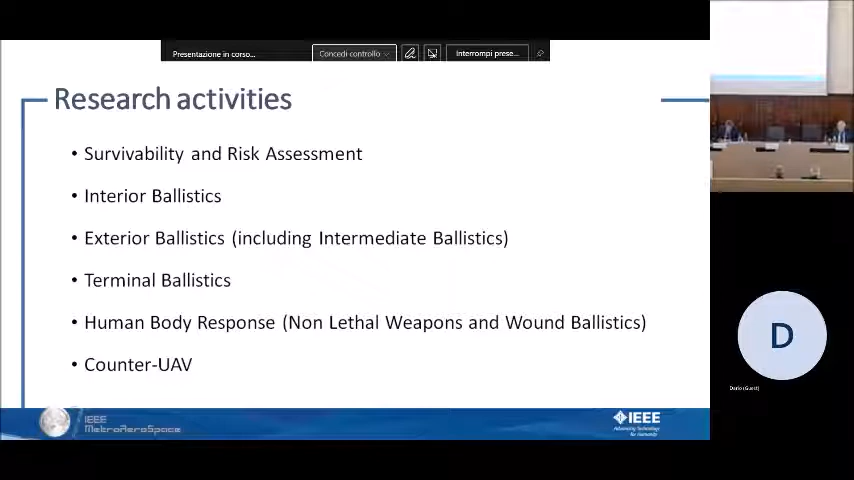 Presentazione in corso...
Concedi controllo
Interrompi prese...
Research activities
• Survivability and Risk Assessment
• Interior Ballistics
• Exterior Ballistics (including Intermediate Ballistics)
• Terminal Ballistics
• Human Body Response (Non Lethal Weapons and Wound Ballistics)
• Counter-UAV
D
Dario (Guest)
IEEE
MetroAeroSpace
IEEE
Advancing Technology
for Humanity